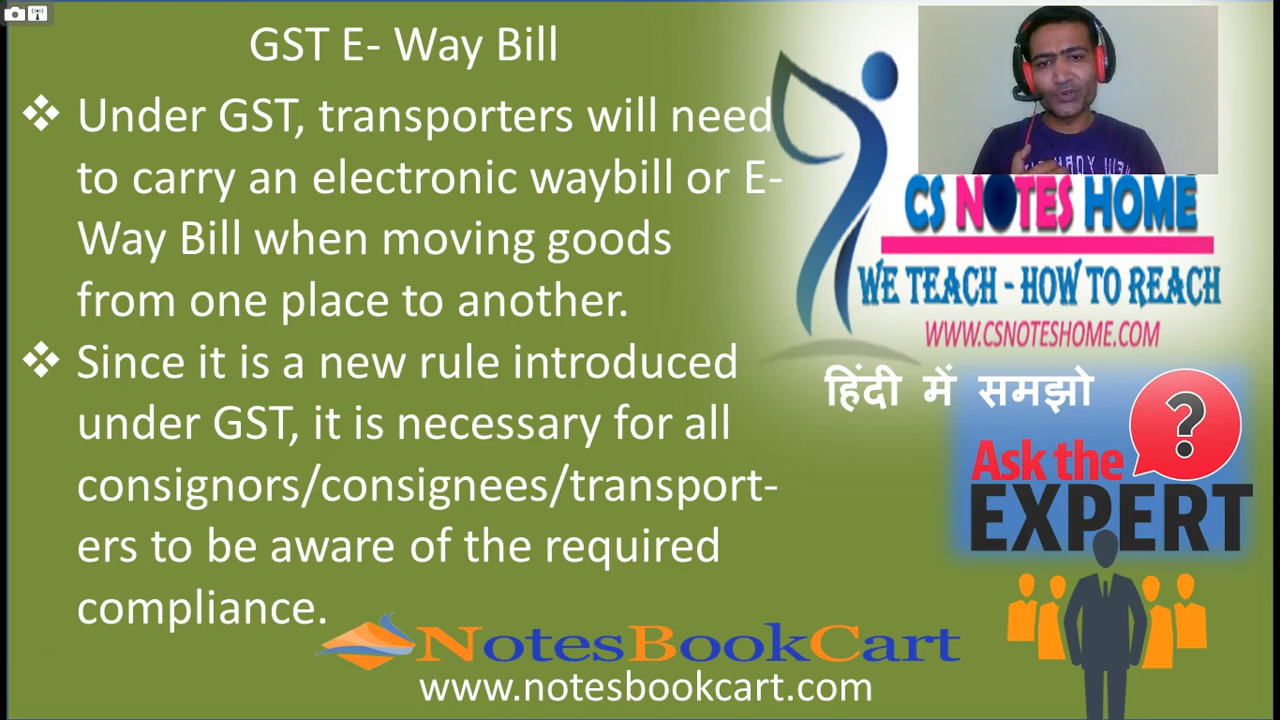 GST E- Way Bill
❖ Under GST, transporters will need
to carry an electronic waybill or E-
Way Bill when moving goods
from one place to another.
❖ Since it is a new rule introduced
under GST, it is necessary for all
consignors/consignees/transport-
ers to be aware of the required
compliance.
CS NOTES HOME
WE TEACH - HOW TO REACH
WWW.CSNOTESHOME.COM
हिंदी में समझो
?
Ask the
EXPERT
NotesBookCart
www.notesbookcart.com